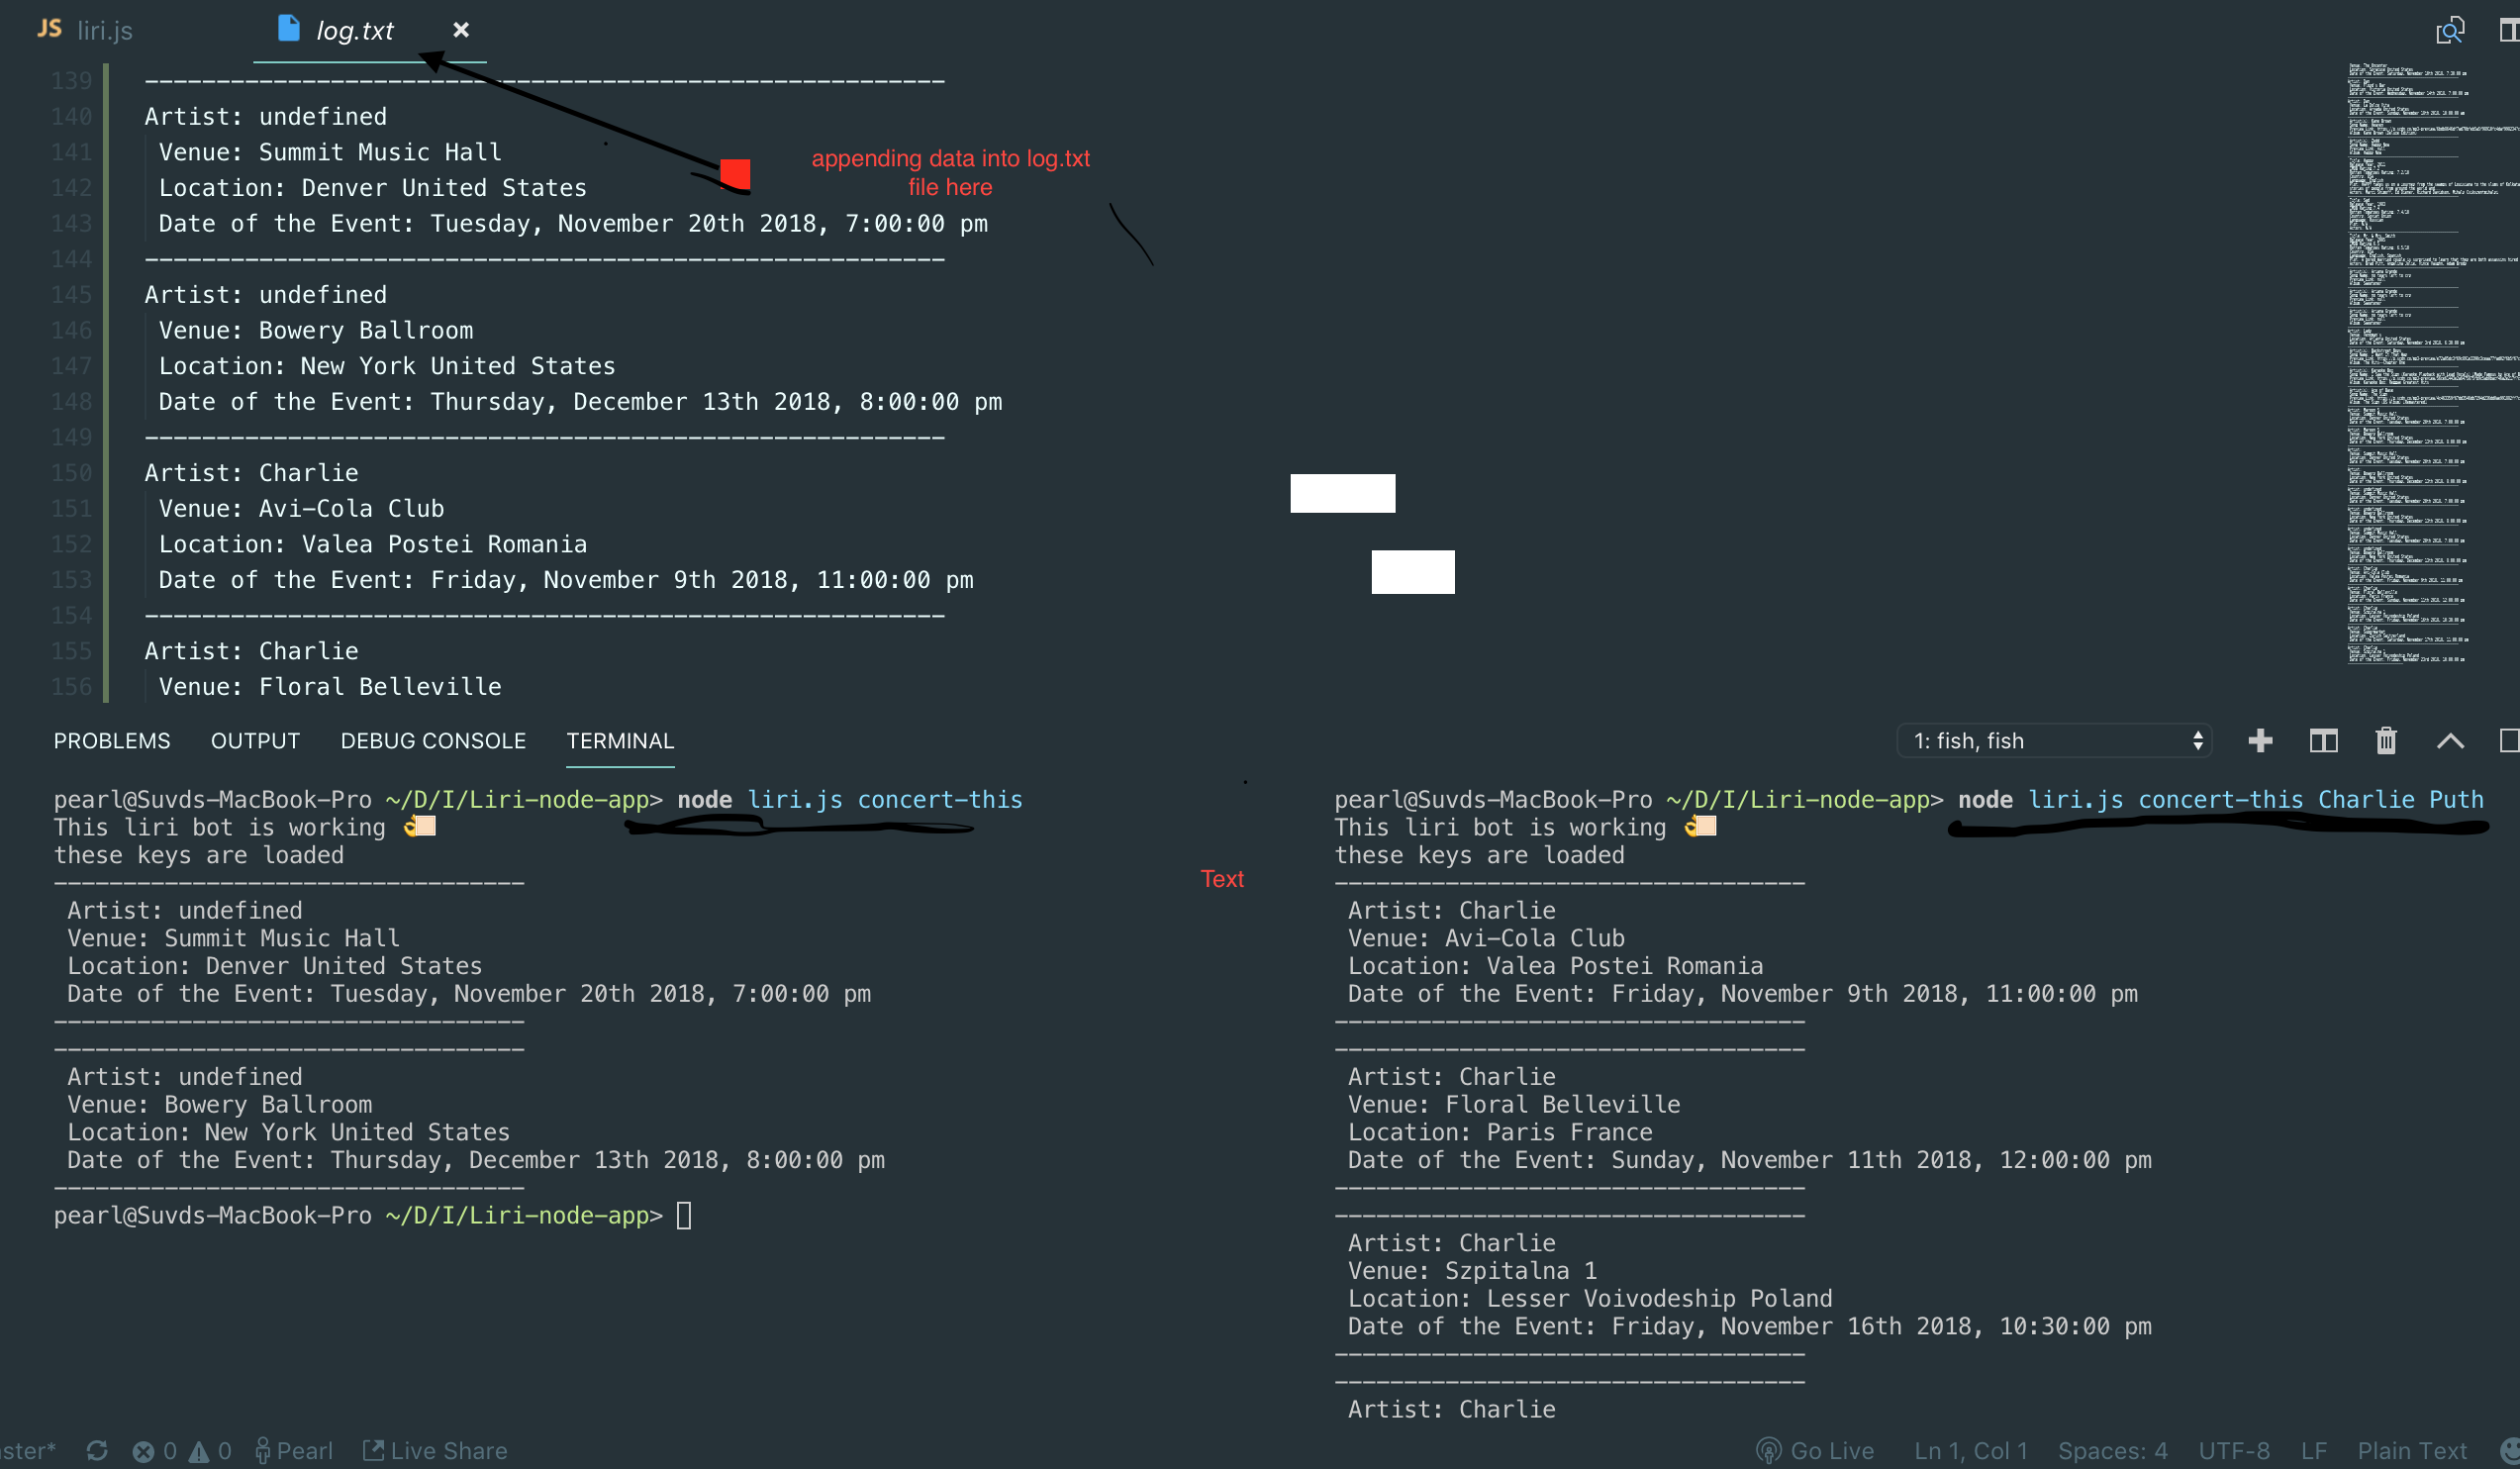 JS liri.js
log.txt
139 --------------------------------------------------------
140 Artist: undefined
141 Venue: Summit Music Hall
142 Location: Denver United States
143 Date of the Event: Tuesday, November 20th 2018, 7:00:00 pm
144 --------------------------------------------------------
145 Artist: undefined
146 Venue: Bowery Ballroom
147 Location: New York United States
148 Date of the Event: Thursday, December 13th 2018, 8:00:00 pm
149 --------------------------------------------------------
150 Artist: Charlie
151 Venue: Avi-Cola Club
152 Location: Valea Postei Romania
153 Date of the Event: Friday, November 9th 2018, 11:00:00 pm
154 --------------------------------------------------------
155 Artist: Charlie
156 Venue: Floral Belleville
appending data into log.txt
file here
PROBLEMS OUTPUT DEBUG CONSOLE TERMINAL
1: fish, fish
pearl@Suvds-MacBook-Pro ~/D/I/Liri-node-app> node liri.js concert-this
This liri bot is working 👌🏻
these keys are loaded
----------------------------------
Artist: undefined
Venue: Summit Music Hall
Location: Denver United States
Date of the Event: Tuesday, November 20th 2018, 7:00:00 pm
----------------------------------
----------------------------------
Artist: undefined
Venue: Bowery Ballroom
Location: New York United States
Date of the Event: Thursday, December 13th 2018, 8:00:00 pm
----------------------------------
pearl@Suvds-MacBook-Pro ~/D/I/Liri-node-app>
Text
pearl@Suvds-MacBook-Pro ~/D/I/Liri-node-app> node liri.js concert-this Charlie Puth
This liri bot is working 👌🏻
these keys are loaded
----------------------------------
Artist: Charlie
Venue: Avi-Cola Club
Location: Valea Postei Romania
Date of the Event: Friday, November 9th 2018, 11:00:00 pm
----------------------------------
----------------------------------
Artist: Charlie
Venue: Floral Belleville
Location: Paris France
Date of the Event: Sunday, November 11th 2018, 12:00:00 pm
----------------------------------
----------------------------------
Artist: Charlie
Venue: Szpitalna 1
Location: Lesser Voivodeship Poland
Date of the Event: Friday, November 16th 2018, 10:30:00 pm
----------------------------------
----------------------------------
Artist: Charlie
ster* 0 0 Pearl Live Share Go Live Ln 1, Col 1 Spaces: 4 UTF-8 LF Plain Text